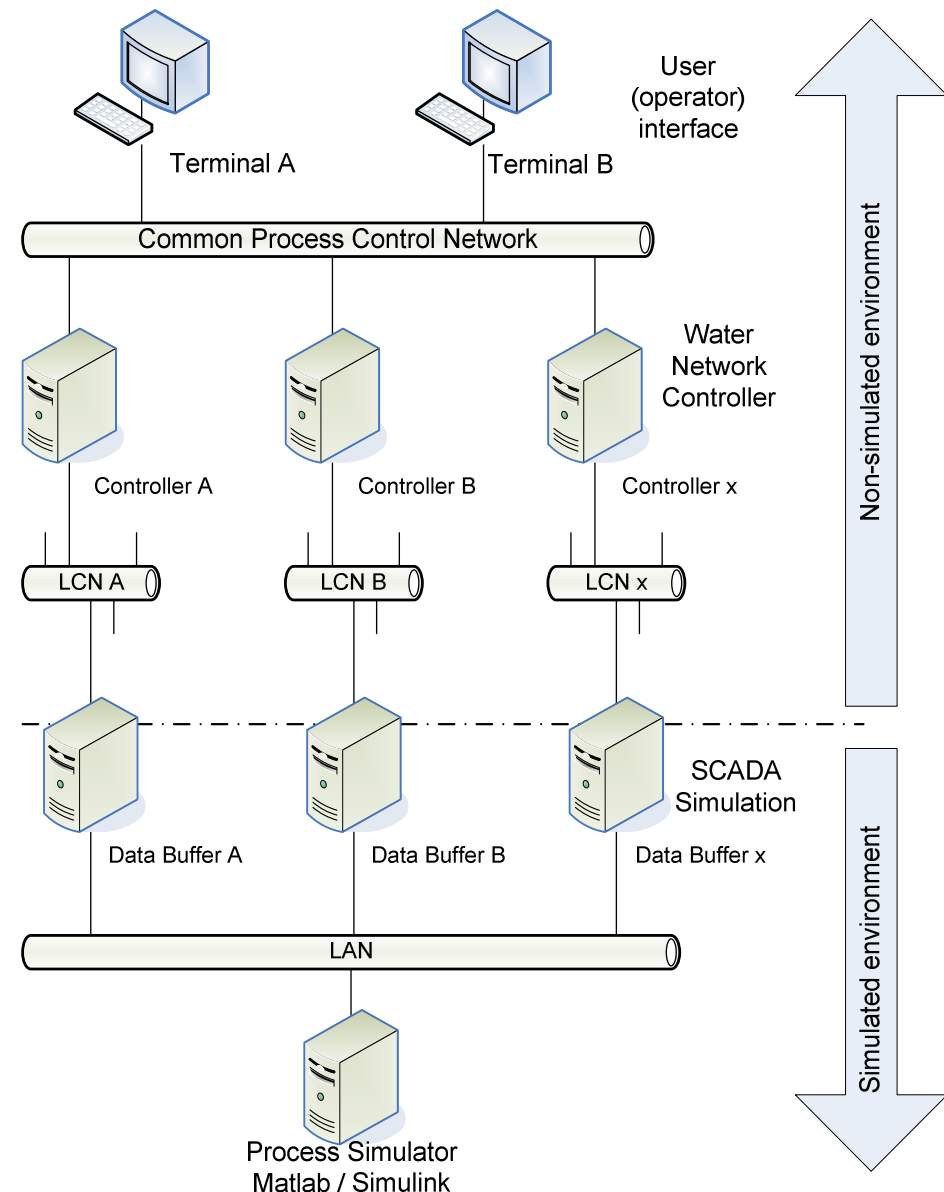 User
(operator)
interface
Terminal A
Terminal B
Common Process Control Network
Water
Network
Controller
Controller A
Controller B
Controller x
Non-simulated environment
LCN A
LCN B
LCN x
SCADA
Simulation
Data Buffer A
Data Buffer B
Data Buffer x
Simulated environment
LAN
Process Simulator
Matlab / Simulink